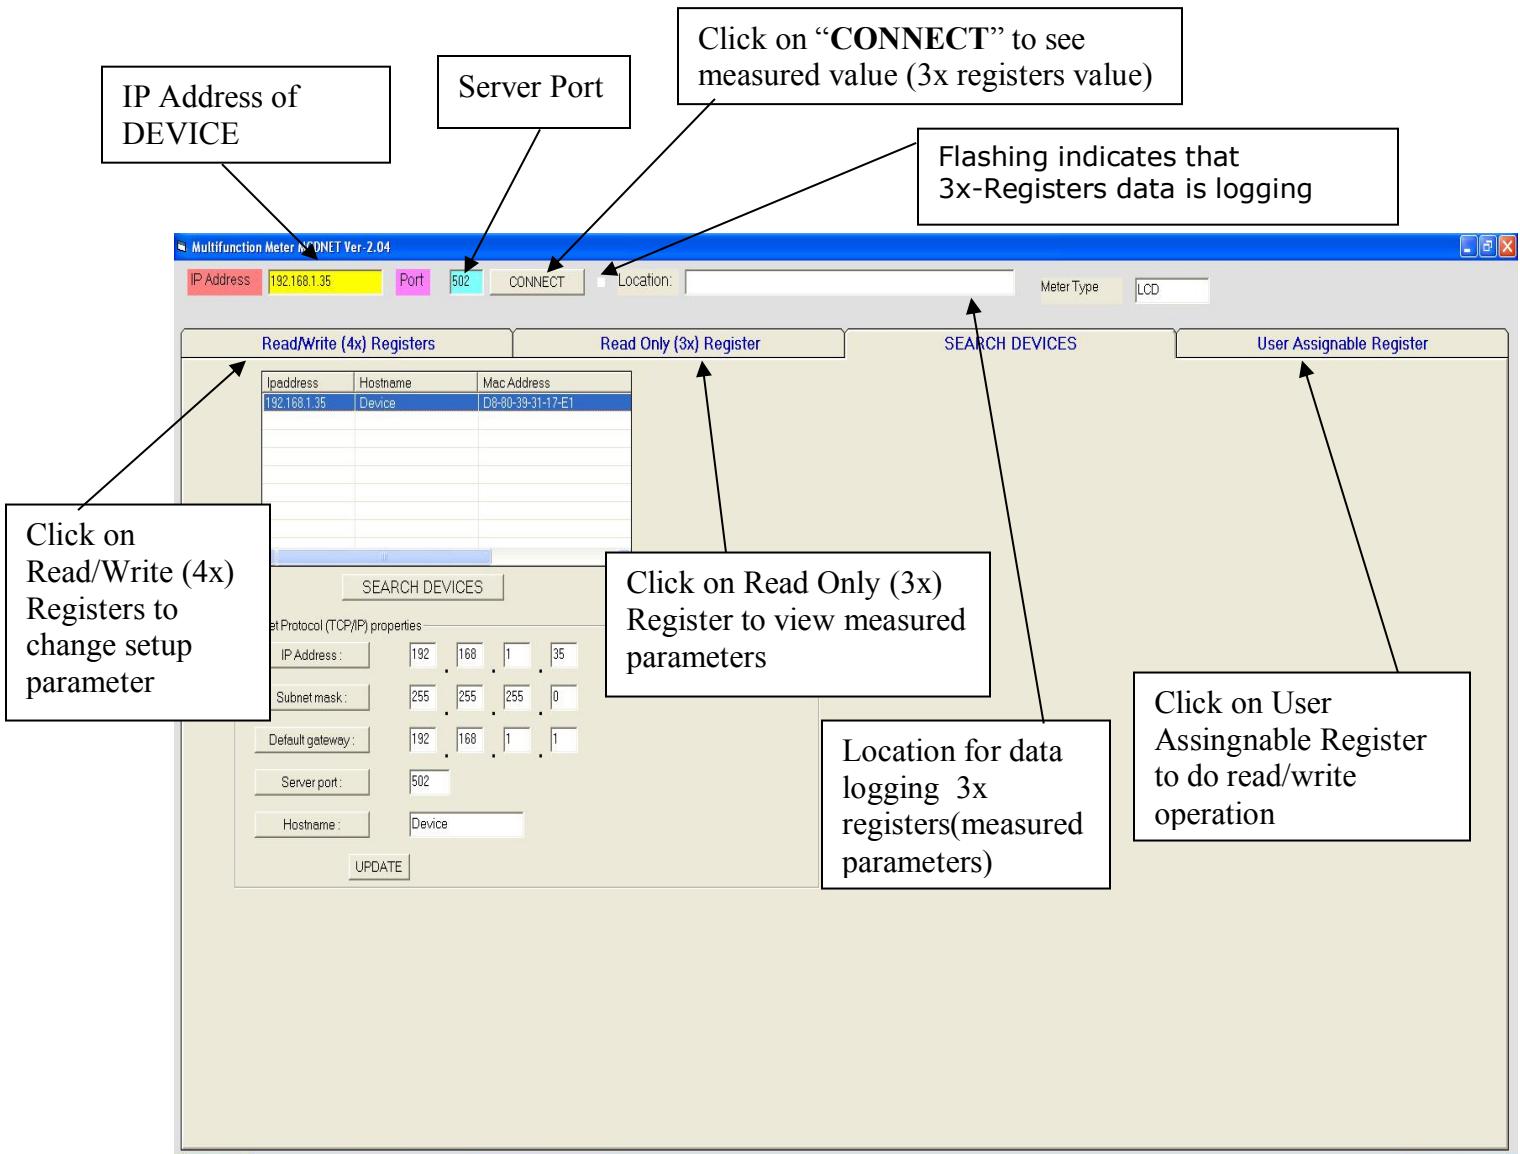 Click on “CONNECT” to see
measured value (3x registers value)
Server Port
IP Address of
DEVICE
Flashing indicates that
3x-Registers data is logging
Multifunction Meter MODNET Ver-2.04
IP Address
192.168.1.35
Port
502
CONNECT
Location:
Meter Type
LCD
Read/Write (4x) Registers
Read Only (3x) Register
SEARCH DEVICES
User Assignable Register
Ipaddress Hostname Mac Address
192.168.1.35 Device D8-80-39-31-17-E1
Click on
Read/Write (4x)
Registers to
change setup
parameter
SEARCH DEVICES
et Protocol (TCP/IP) properties
IP Address : 192 . 168 . 1 . 35
Subnet mask : 255 . 255 . 255 . 0
Default gateway : 192 . 168 . 1 . 1
Server port : 502
Hostname : Device
UPDATE
Click on Read Only (3x)
Register to view measured
parameters
Location for data
logging 3x
registers(measured
parameters)
Click on User
Assingnable Register
to do read/write
operation